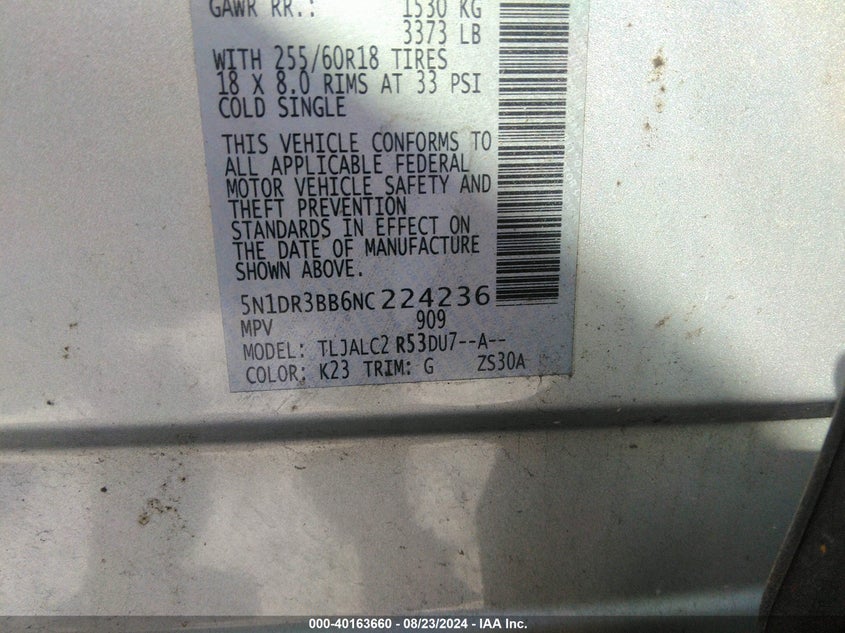 GAWR RR.: 1530 KG
3373 LB
WITH 255/60R18 TIRES
18 X 8.0 RIMS AT 33 PSI
COLD SINGLE
THIS VEHICLE CONFORMS TO
ALL APPLICABLE FEDERAL
MOTOR VEHICLE SAFETY AND
THEFT PREVENTION
STANDARDS IN EFFECT ON
THE DATE OF MANUFACTURE
SHOWN ABOVE.
5N1DR3BB6NC224236
MPV 909
MODEL: TLJALC2 R53DU7--A--
COLOR: K23 TRIM: G ZS30A
000-40163660 - 08/23/2024 - IAA Inc.